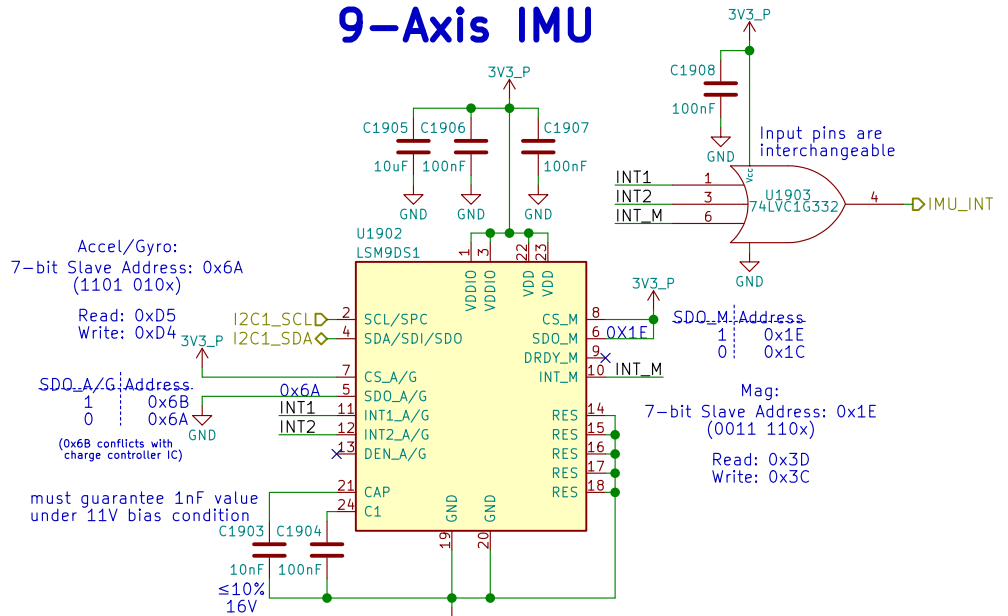 9-Axis IMU
3V3_P
C1908
100nF
GND
Input pins are
interchangeable
Vcc
INT1
INT2
INT_M
1
3
6
U1903
74LVC1G332
4
IMU_INT
GND
3V3_P
C1905
C1906
C1907
10uF
100nF
100nF
GND
GND
GND
U1902
LSM9DS1
1
3
22
23
VDDIO
VDDIO
VDD
VDD
Accel/Gyro:
7-bit Slave Address: 0x6A
(1101 010x)
Read: 0xD5
Write: 0xD4
I2C1_SCL
2
SCL/SPC
I2C1_SDA
4
SDA/SDI/SDO
3V3_P
7
CS_A/G
0x6A
5
SDO_A/G
GND
INT1
11
INT1_A/G
INT2
12
INT2_A/G
13
DEN_A/G
SDO_A/G Address
1 0x6B
0 0x6A
(0x6B conflicts with
charge controller IC)
must guarantee 1nF value
under 11V bias condition
21
CAP
24
C1
C1903
C1904
10nF
100nF
≤10%
16V
GND
GND
19
20
3V3_P
CS_M
8
SDO_M
6
0X1E
DRDY_M
9
INT_M
10
INT_M
RES
14
RES
15
RES
16
RES
17
RES
18
SDO_M Address
1 0x1E
0 0x1C
Mag:
7-bit Slave Address: 0x1E
(0011 110x)
Read: 0x3D
Write: 0x3C